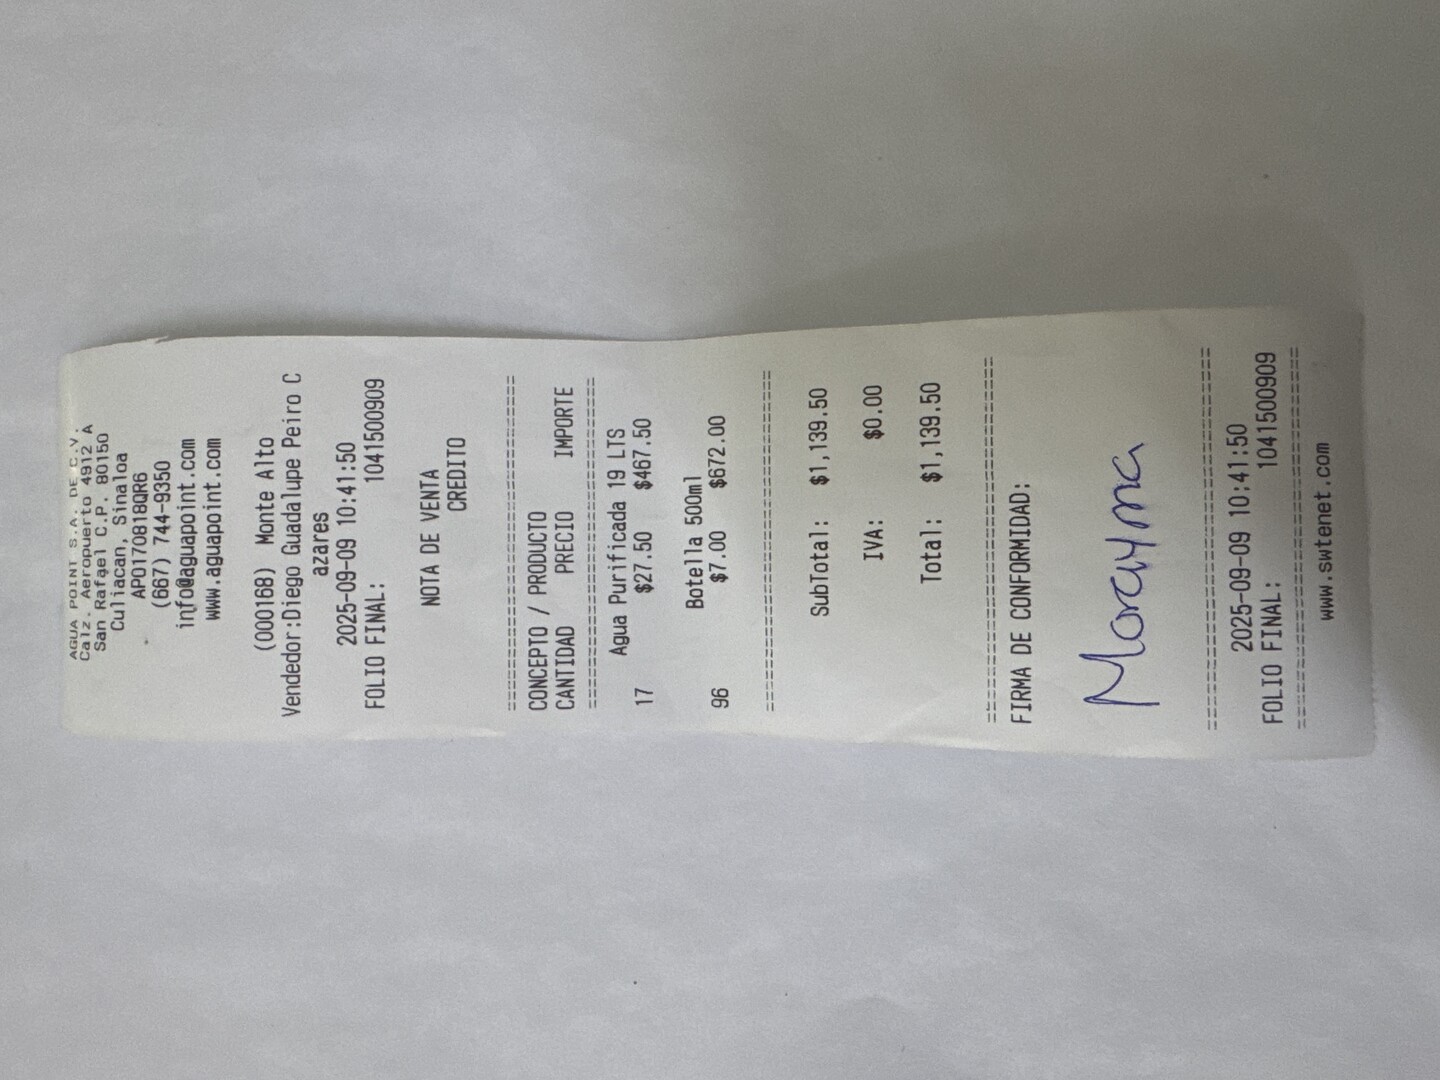 AGUA POINT S.A. DE C.V.
Calz. Aeropuerto 4912 A
San Rafael C.P. 80150
Culiacan, Sinaloa
APO170818QR6
(667) 744-9350
info@aguapoint.com
www.aguapoint.com
(000168) Monte Alto
Vendedor:Diego Guadalupe Peiro C
azares
2025-09-09 10:41:50
FOLIO FINAL: 1041500909
NOTA DE VENTA
CREDITO
================================
CONCEPTO / PRODUCTO
CANTIDAD PRECIO IMPORTE
================================
Agua Purificada 19 LTS
17 $27.50 $467.50
Botella 500ml
96 $7.00 $672.00
================================
SubTotal: $1,139.50
IVA: $0.00
Total: $1,139.50
================================
FIRMA DE CONFORMIDAD:
Morayma
================================
2025-09-09 10:41:50
FOLIO FINAL: 1041500909
================================
www.swtenet.com